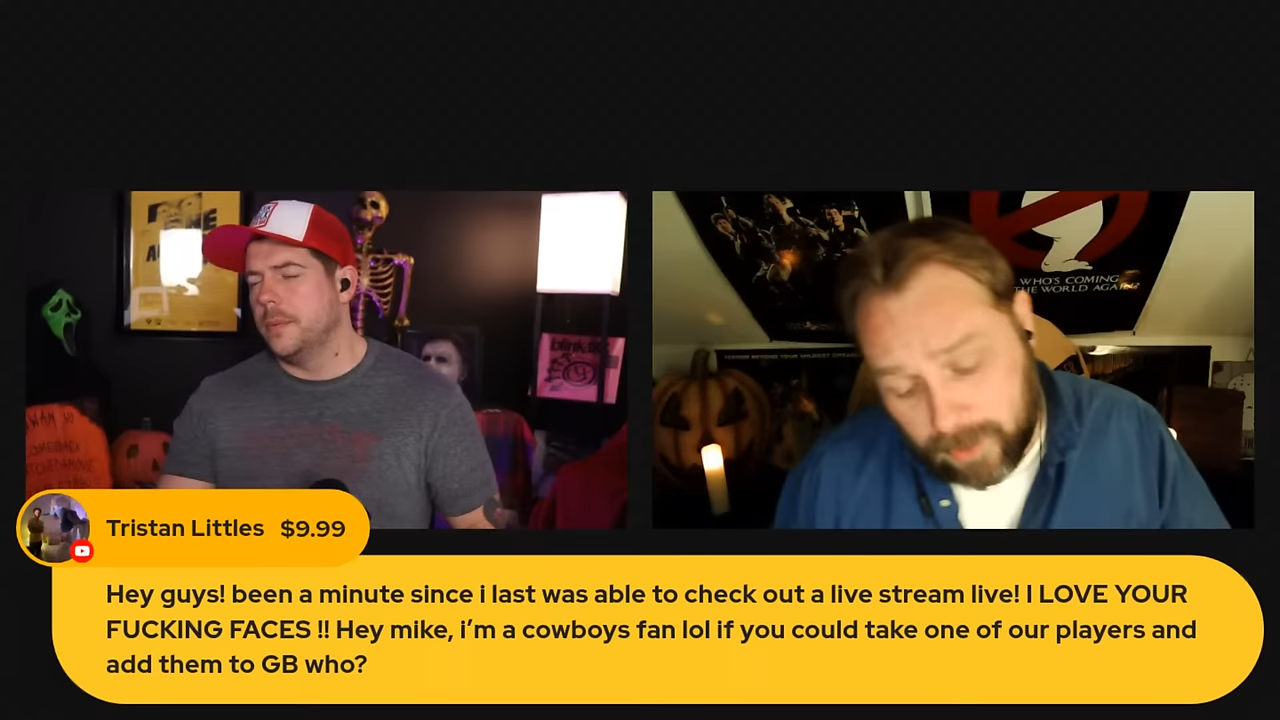 WHO'S COMING
THE WORLD AGAIN?
blink-182
Tristan Littles $9.99
Hey guys! been a minute since i last was able to check out a live stream live! I LOVE YOUR
FUCKING FACES !! Hey mike, i’m a cowboys fan lol if you could take one of our players and
add them to GB who?